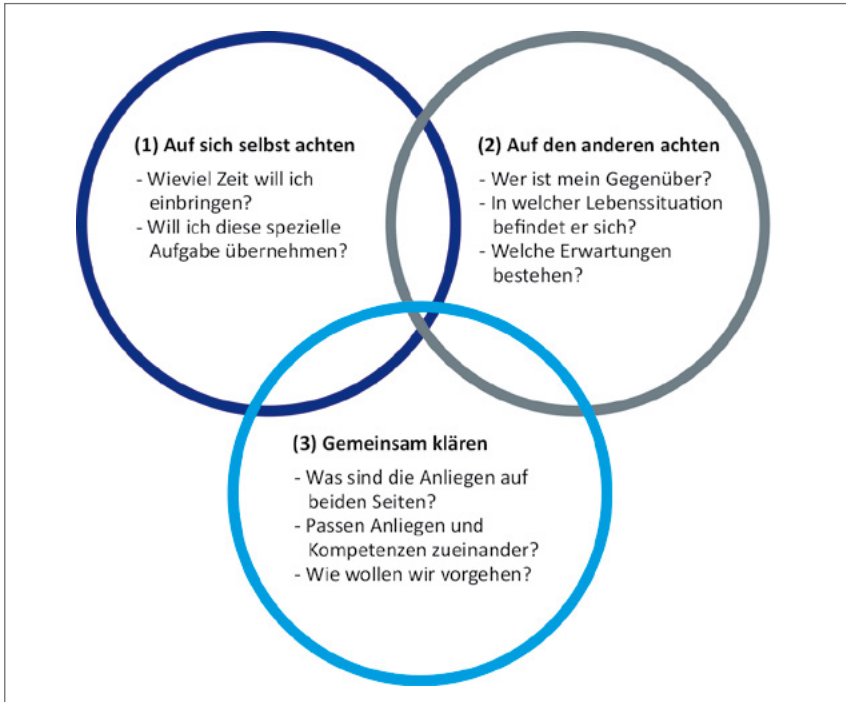 (1) Auf sich selbst achten
- Wieviel Zeit will ich
einbringen?
- Will ich diese spezielle
Aufgabe übernehmen?
(2) Auf den anderen achten
- Wer ist mein Gegenüber?
- In welcher Lebenssituation
befindet er sich?
- Welche Erwartungen
bestehen?
(3) Gemeinsam klären
- Was sind die Anliegen auf
beiden Seiten?
- Passen Anliegen und
Kompetenzen zueinander?
- Wie wollen wir vorgehen?